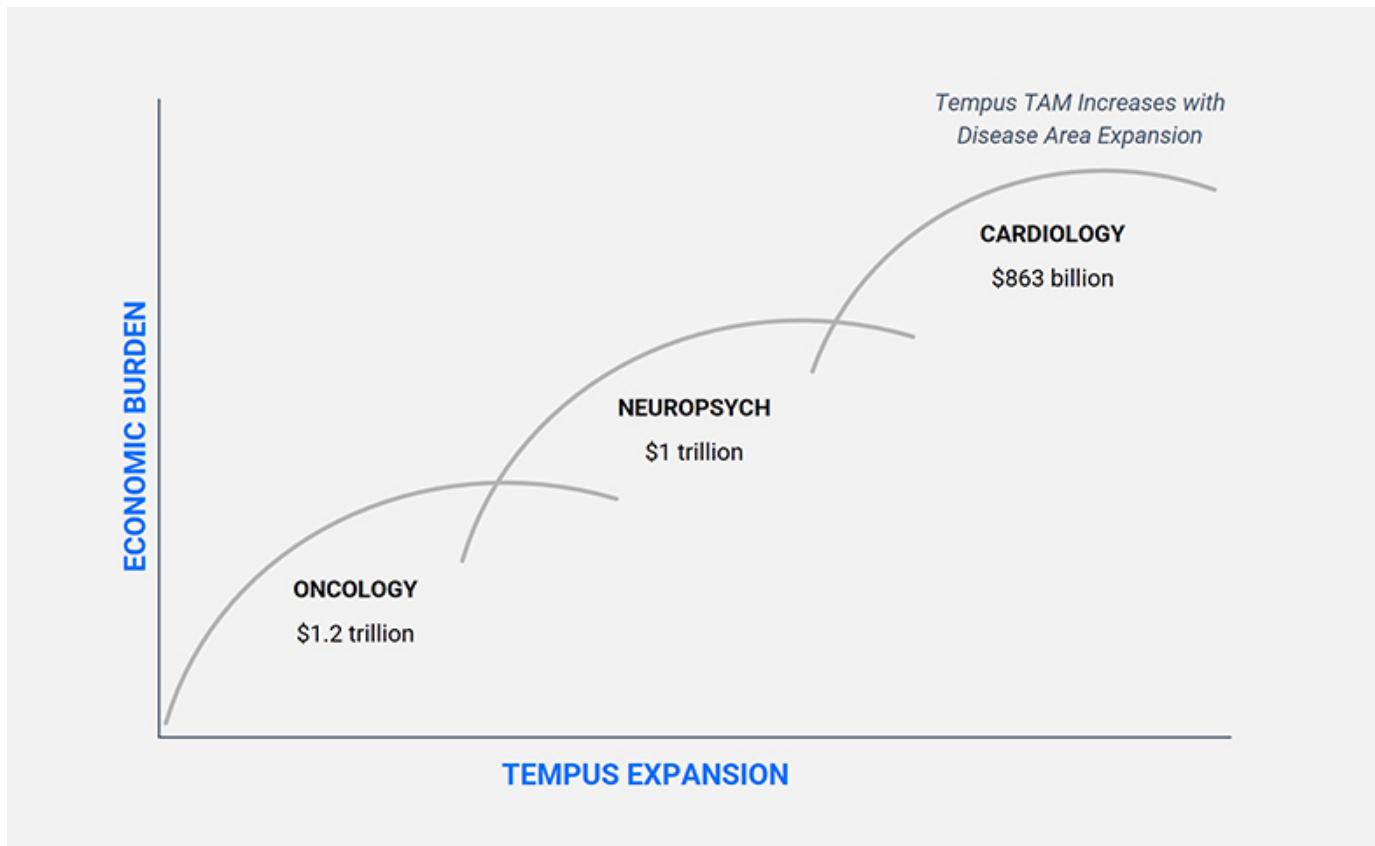 Tempus TAM Increases with
Disease Area Expansion
CARDIOLOGY
$863 billion
NEUROPSYCH
$1 trillion
ONCOLOGY
$1.2 trillion
ECONOMIC BURDEN
TEMPUS EXPANSION